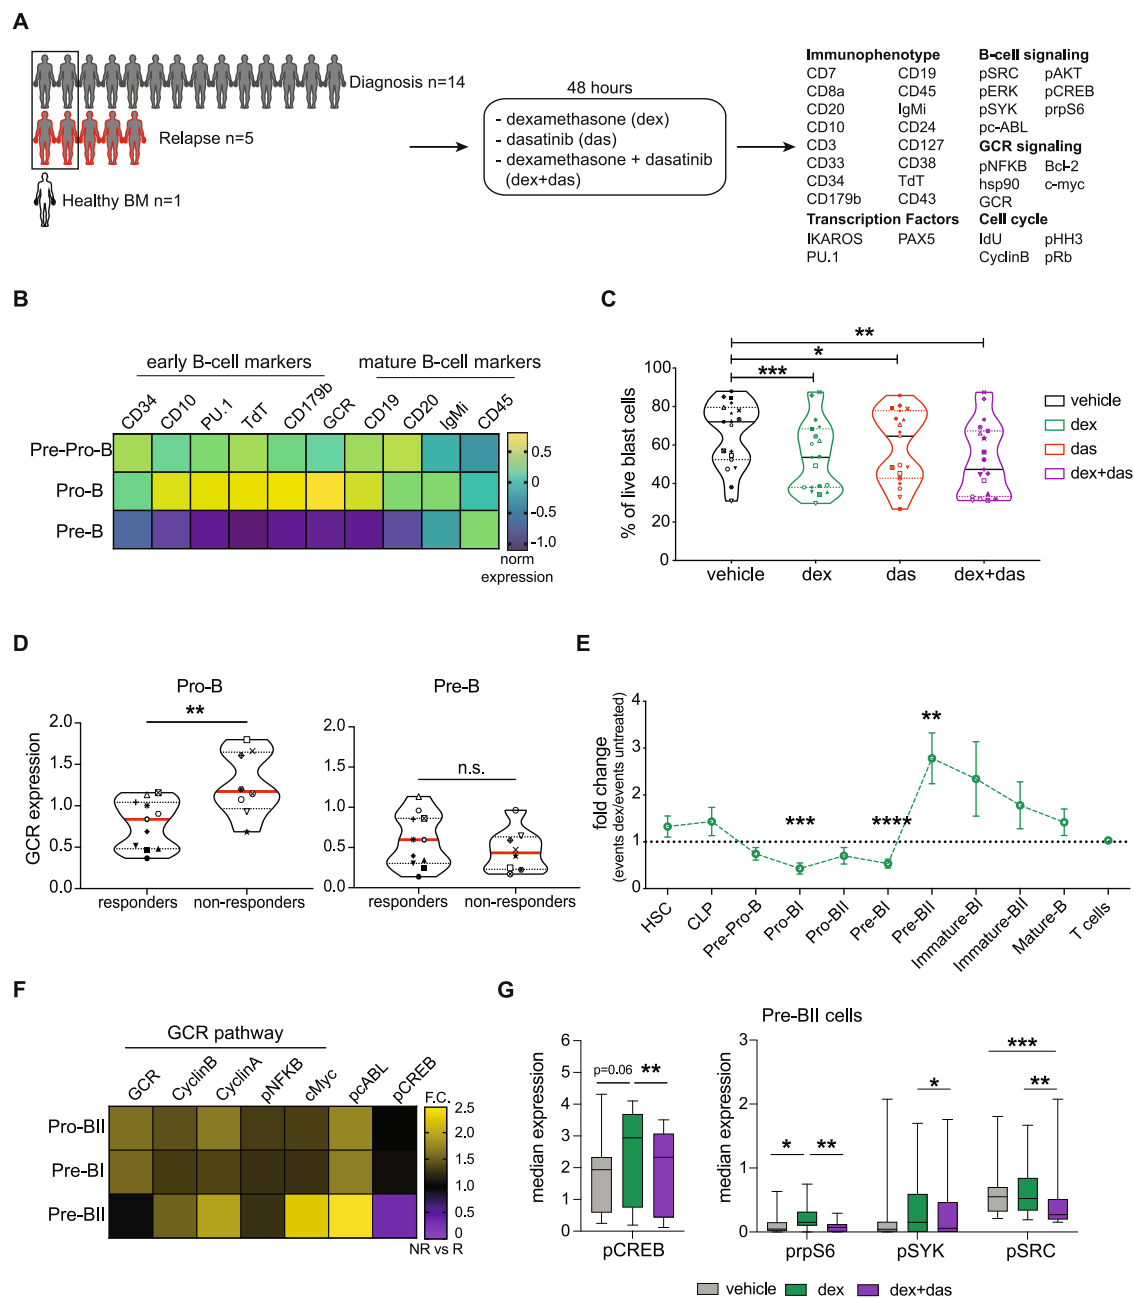 A
Diagnosis n=14
Relapse n=5
Healthy BM n=1
48 hours
- dexamethasone (dex)
- dasatinib (das)
- dexamethasone + dasatinib
(dex+das)
Immunophenotype
CD7 CD19
CD8a CD45
CD20 IgMi
CD10 CD24
CD3 CD127
CD33 CD38
CD34 TdT
CD179b CD43
Transcription Factors
IKAROS PAX5
PU.1
B-cell signaling
pSRC pAKT
pERK pCREB
pSYK prpS6
pc-ABL
GCR signaling
pNFKB Bcl-2
hsp90 c-myc
GCR
Cell cycle
IdU pHH3
CyclinB pRb
B
early B-cell markers mature B-cell markers
CD34 CD10 PU.1 TdT CD179b GCR CD19 CD20 IgMi CD45
Pre-Pro-B
Pro-B
Pre-B
0.5
0
-0.5
-1.0
norm
expression
C
** 
*
***
% of live blast cells
100
80
60
40
20
0
vehicle dex das dex+das
vehicle
dex
das
dex+das
D
Pro-B
**
GCR expression
2.0
1.5
1.0
0.5
0.0
responders non-responders
Pre-B
n.s.
2.0
1.5
1.0
0.5
0.0
responders non-responders
E
fold change
(events dex/events untreated)
4
3
2
1
0
*** **** **
HSC CLP Pre-Pro-B Pro-BI Pro-BII Pre-BI Pre-BII Immature-BI Immature-BII Mature-B T cells
F
GCR pathway
GCR CyclinB CyclinA pNFKB cMyc pcABL pCREB
Pro-BII
Pre-BI
Pre-BII
F.C.
2.5
2.0
1.5
1.0
0.5
0
NR vs R
G
Pre-BII cells
median expression
6
5
4
3
2
1
0
p=0.06 **
pCREB
median expression
3
2
1
0
* ** * *** **
prpS6 pSYK pSRC
vehicle dex dex+das